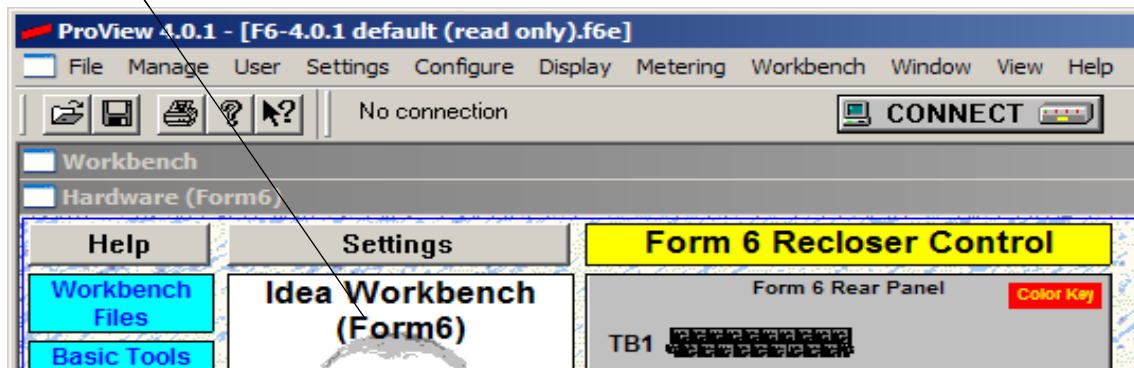 ProView 4.0.1 - [F6-4.0.1 default (read only).f6e]
File Manage User Settings Configure Display Metering Workbench Window View Help
No connection CONNECT
Workbench
Hardware (Form6)
Help Settings Form 6 Recloser Control
Workbench Files
Idea Workbench (Form6)
Form 6 Rear Panel Color Key
TB1
Basic Tools